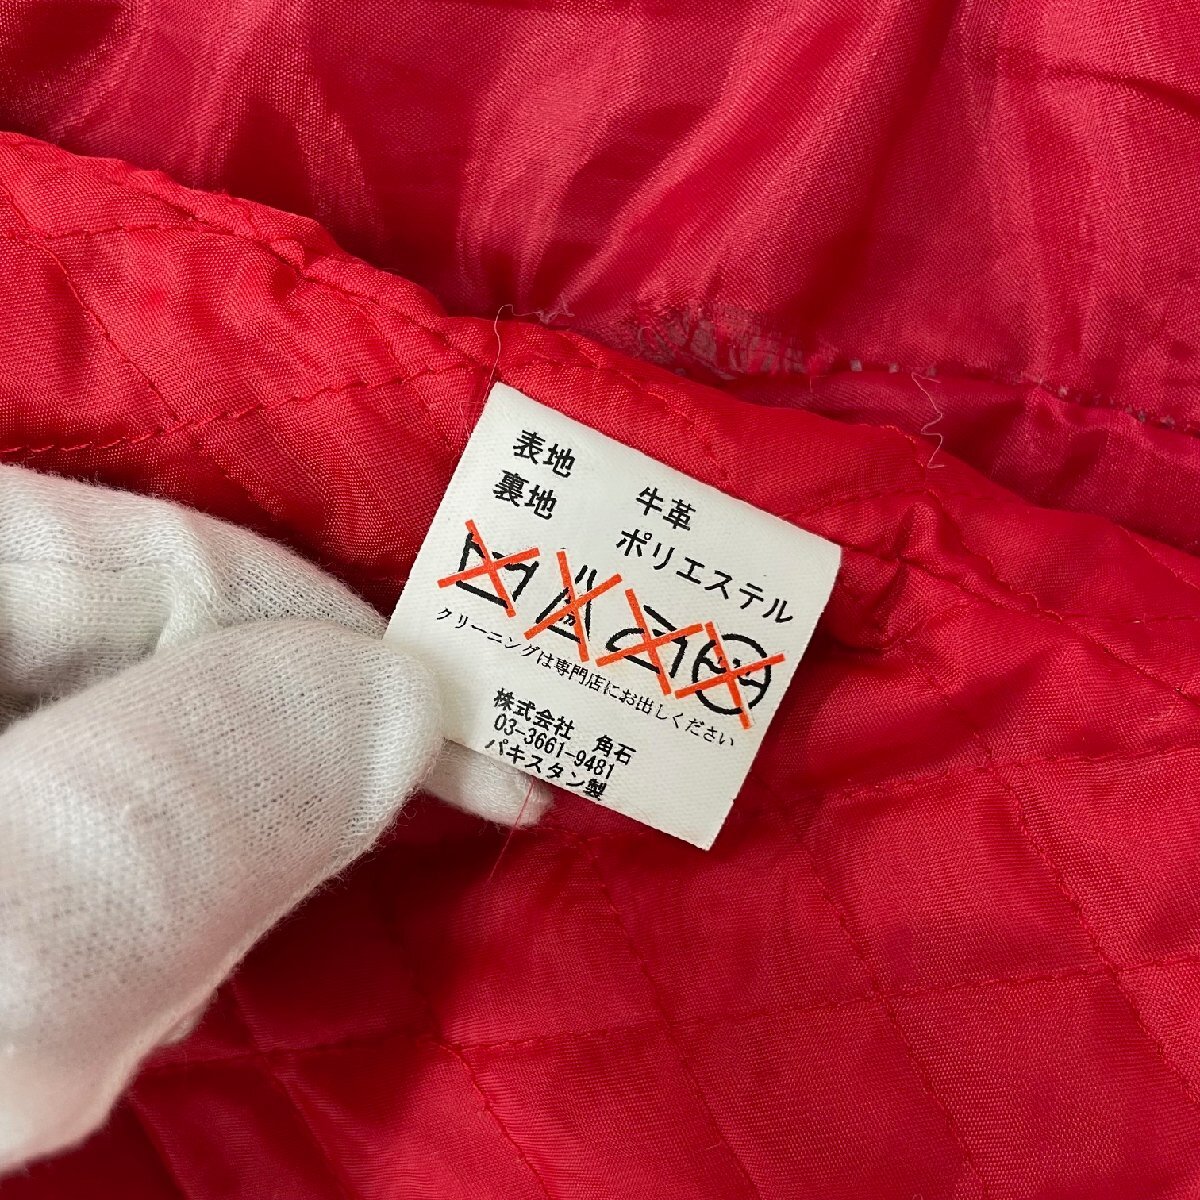 表地 牛革
裏地 ポリエステル
クリーニングは専門店にお出しください
株式会社 角石
03-3661-9481
パキスタン製